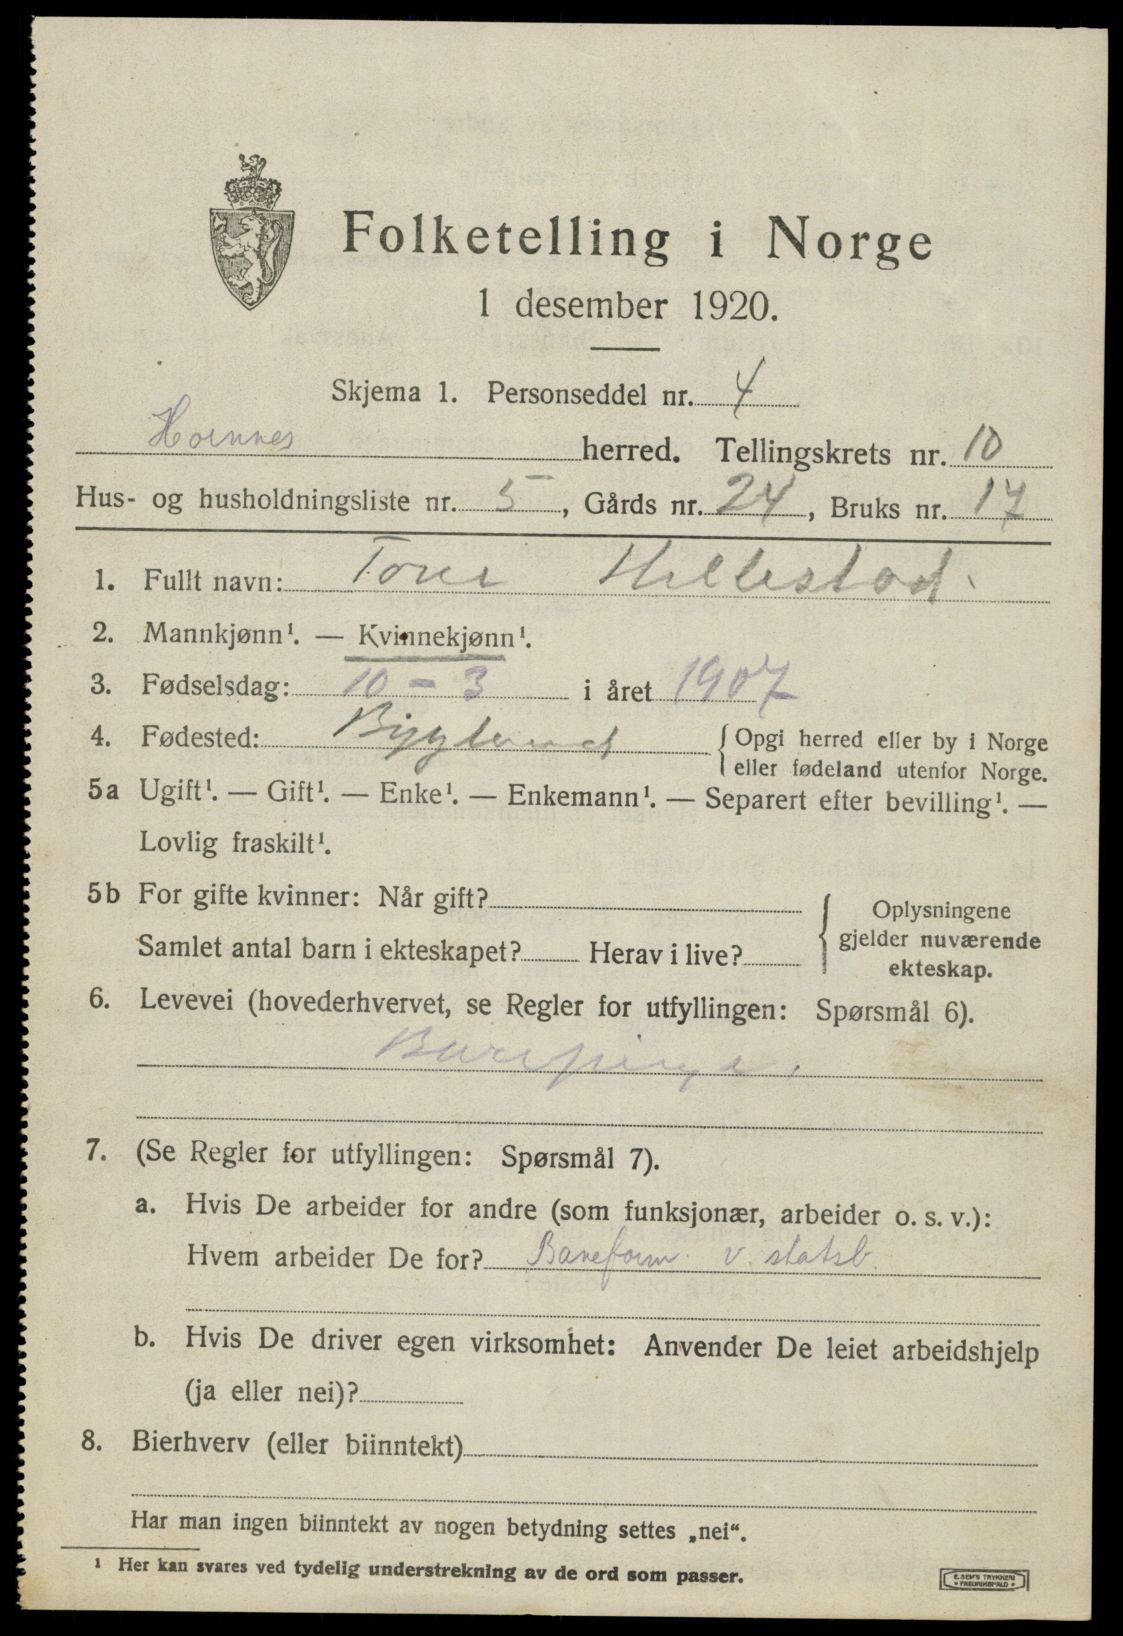 Folketelling i Norge
1 desember 1920.
Skjema 1. Personseddel nr. 4
Hornnes herred. Tellingskrets nr. 10
Hus- og husholdningsliste nr. 5, Gårds nr. 24, Bruks nr. 17
1. Fullt navn: Tone Hillestad.
2. Mannkjønn¹. — Kvinnekjønn¹.
3. Fødselsdag: 10 - 3 i året 1907
4. Fødested: Bygland { Opgi herred eller by i Norge
eller fødeland utenfor Norge.
5a Ugift¹. — Gift¹. — Enke¹. — Enkemann¹. — Separert efter bevilling¹. —
Lovlig fraskilt¹.
5b For gifte kvinner: Når gift?
Samlet antal barn i ekteskapet? Herav i live?
Oplysningene
gjelder nuværende
ekteskap.
6. Levevei (hovederhvervet, se Regler for utfyllingen: Spørsmål 6).
Barepige.
7. (Se Regler for utfyllingen: Spørsmål 7).
a. Hvis De arbeider for andre (som funksjonær, arbeider o. s. v.):
Hvem arbeider De for? Baneform. v. statsb.
b. Hvis De driver egen virksomhet: Anvender De leiet arbeidshjelp
(ja eller nei)?
8. Bierhverv (eller biinntekt)
Har man ingen biinntekt av nogen betydning settes „nei“.
¹ Her kan svares ved tydelig understrekning av de ord som passer.
E. SEM'S TRYKKERI
FREDRIKSHALD